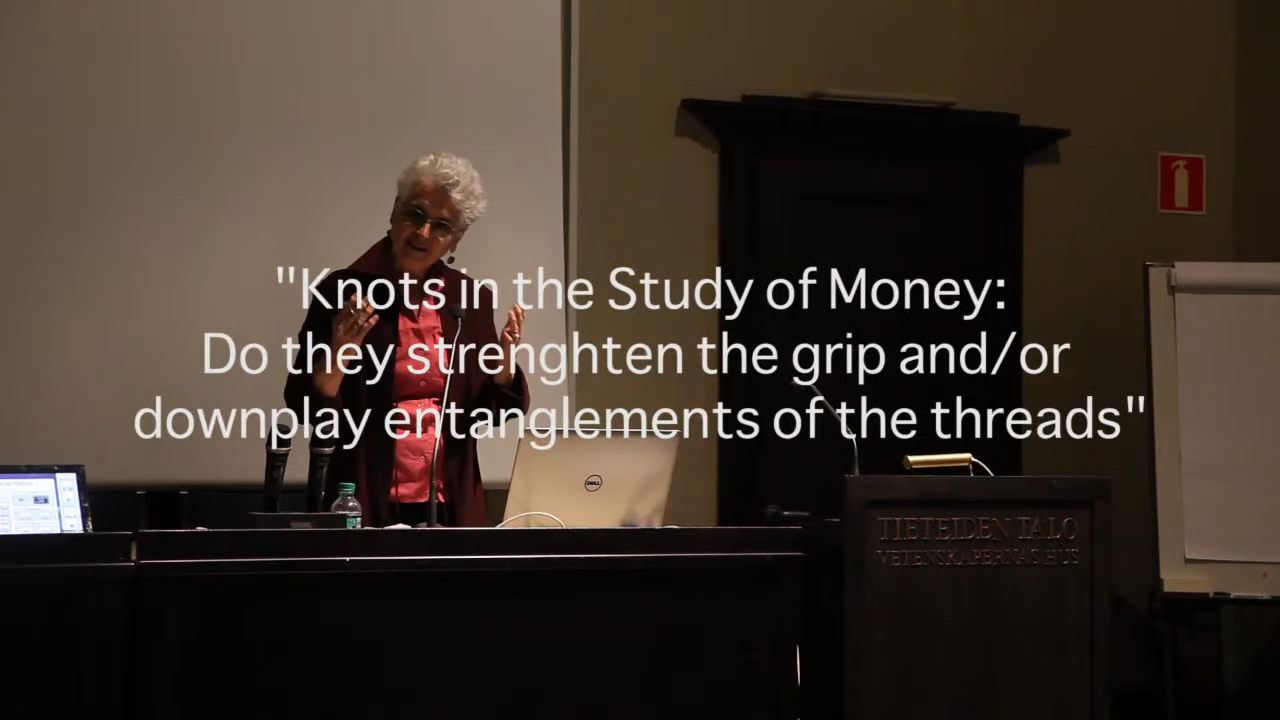 "Knots in the Study of Money:
Do they strenghten the grip and/or
downplay entanglements of the threads"
DELL
TIETEIDEN TALO
VETENSKAPERNAS HUS